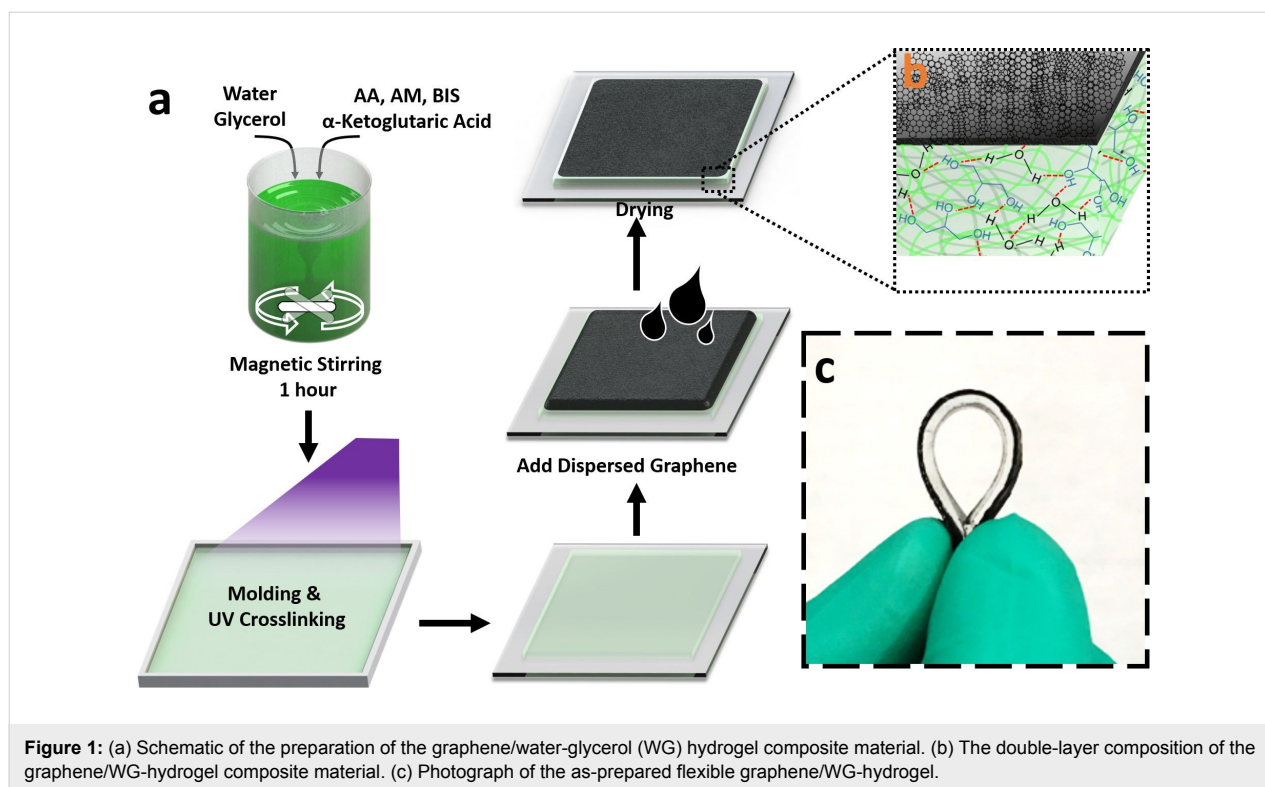 a
Water
Glycerol
AA, AM, BIS
α-Ketoglutaric Acid
Magnetic Stirring
1 hour
Molding &
UV Crosslinking
Add Dispersed Graphene
Drying
b
c
Figure 1: (a) Schematic of the preparation of the graphene/water-glycerol (WG) hydrogel composite material. (b) The double-layer composition of the
graphene/WG-hydrogel composite material. (c) Photograph of the as-prepared flexible graphene/WG-hydrogel.